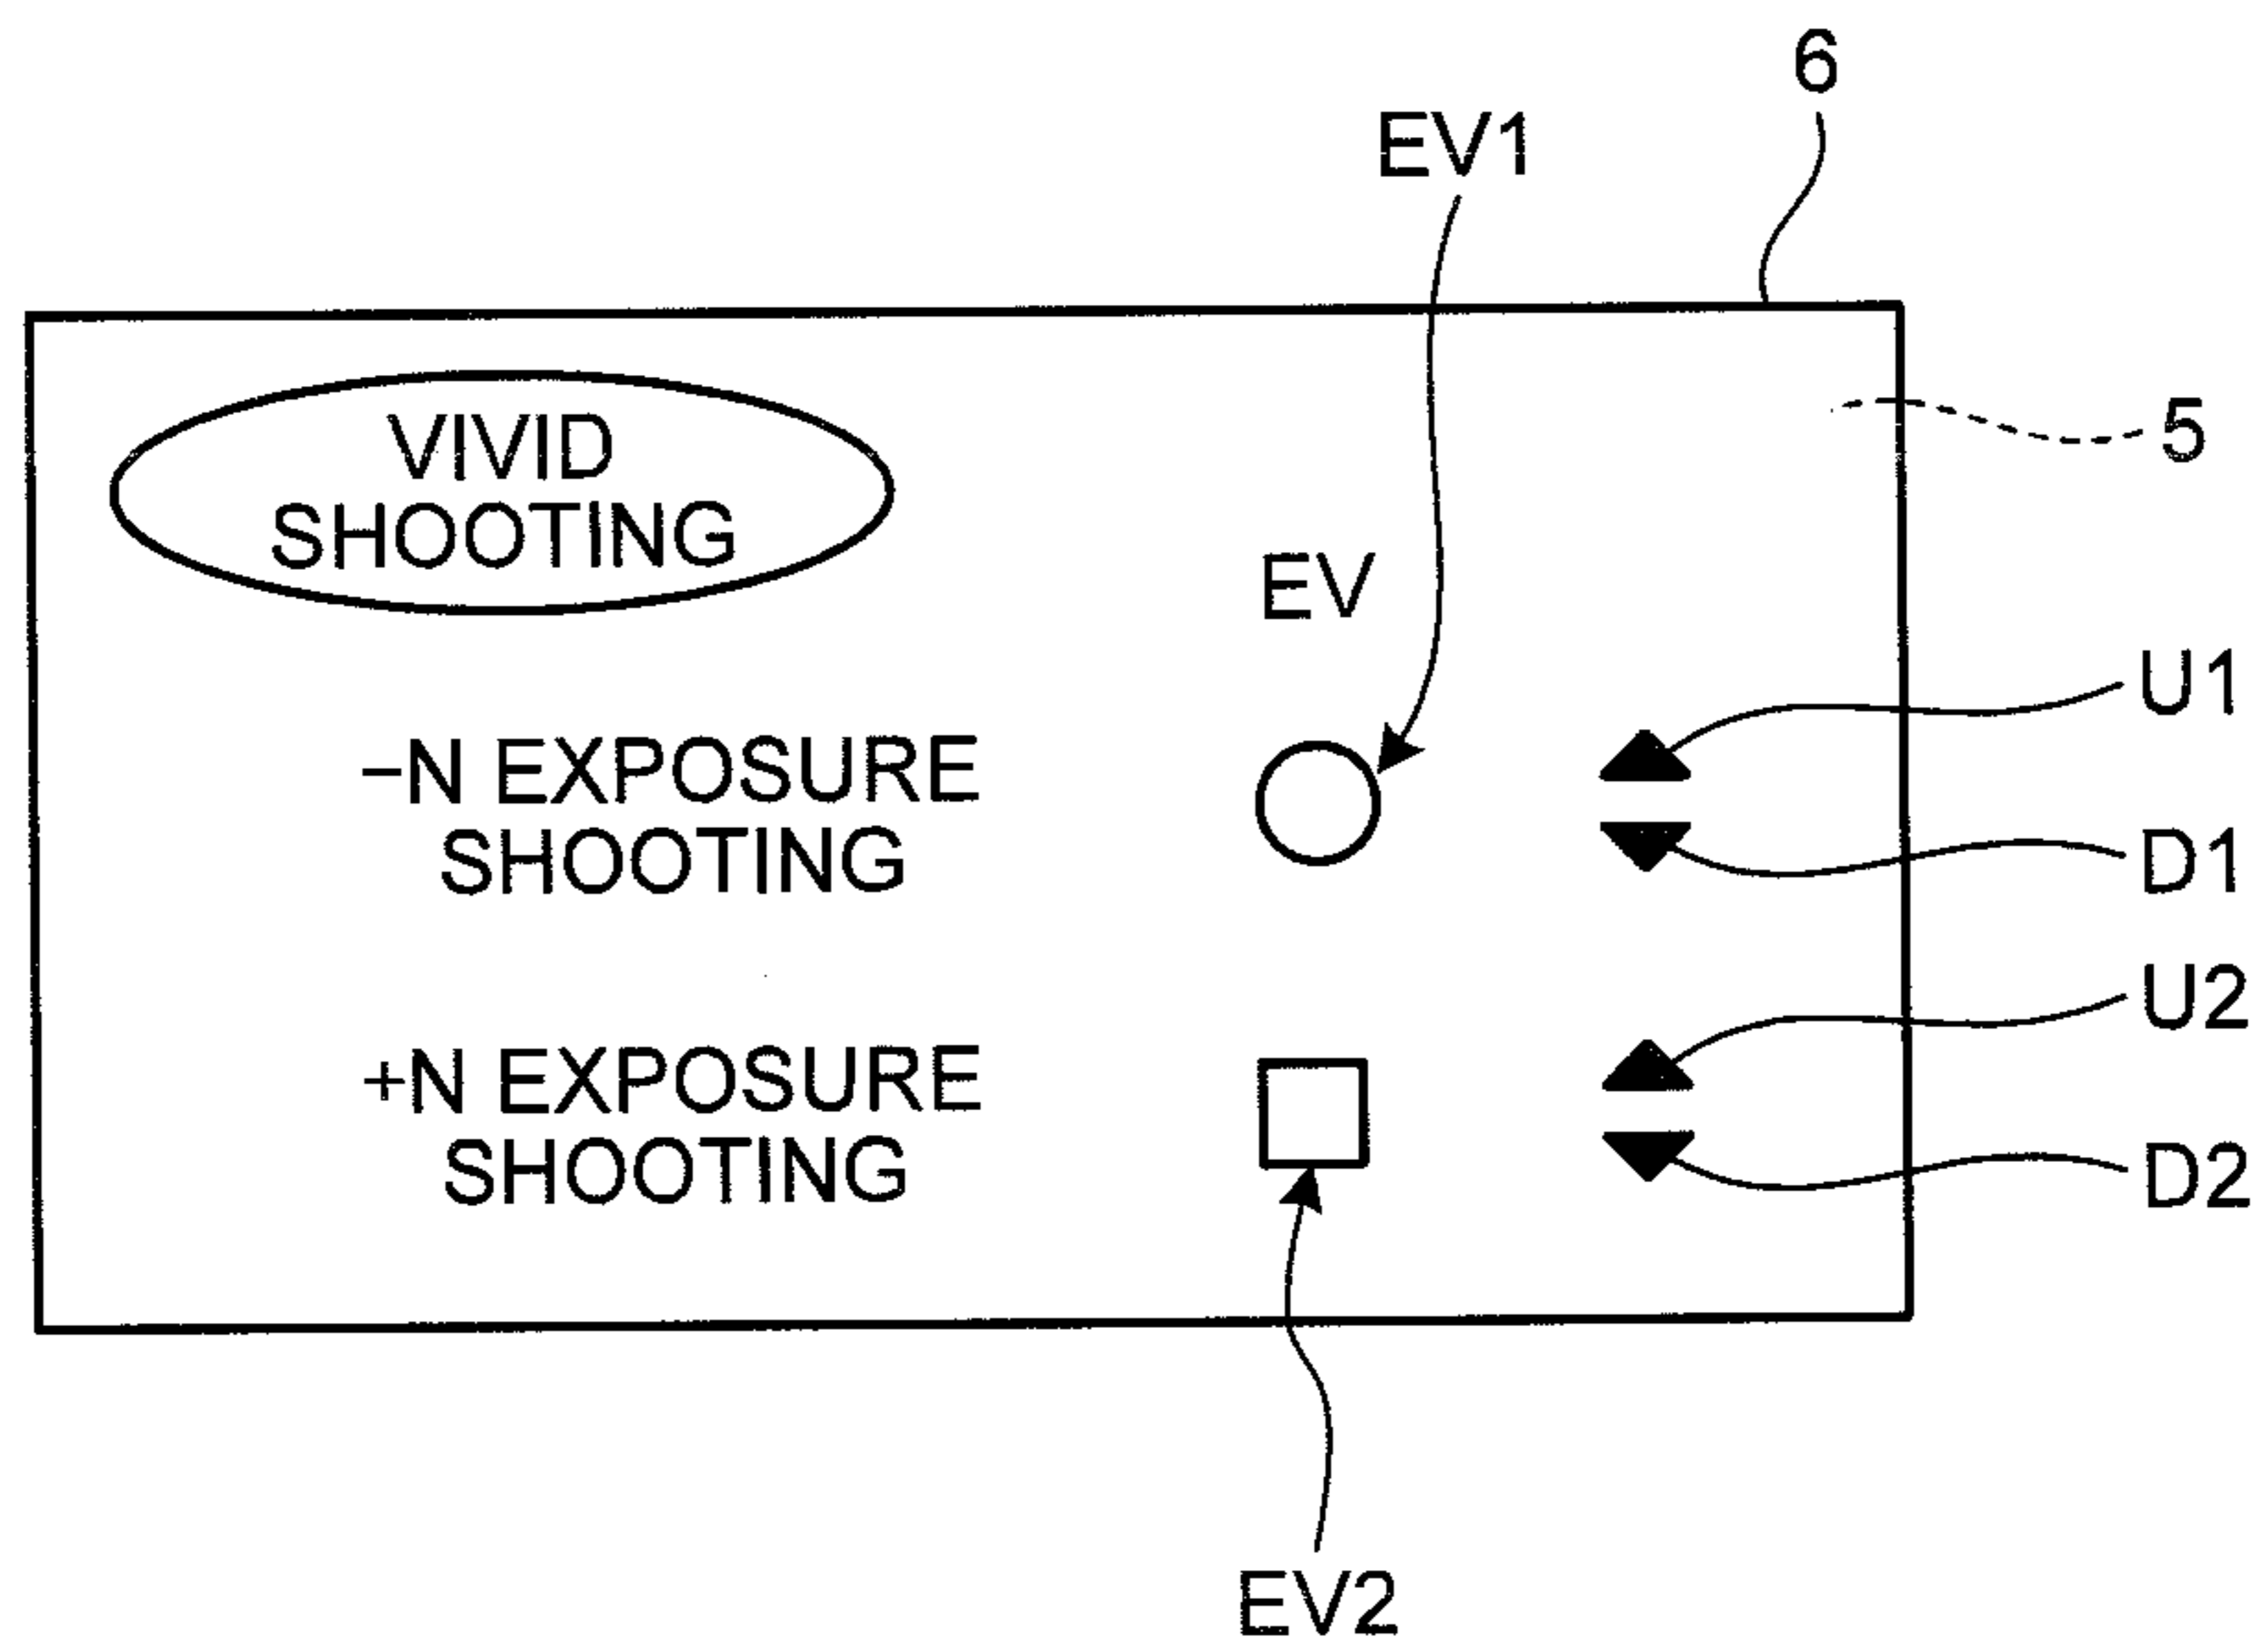 6
EV1
VIVID
SHOOTING
5
EV
U1
–N EXPOSURE
SHOOTING
D1
U2
+N EXPOSURE
SHOOTING
D2
EV2